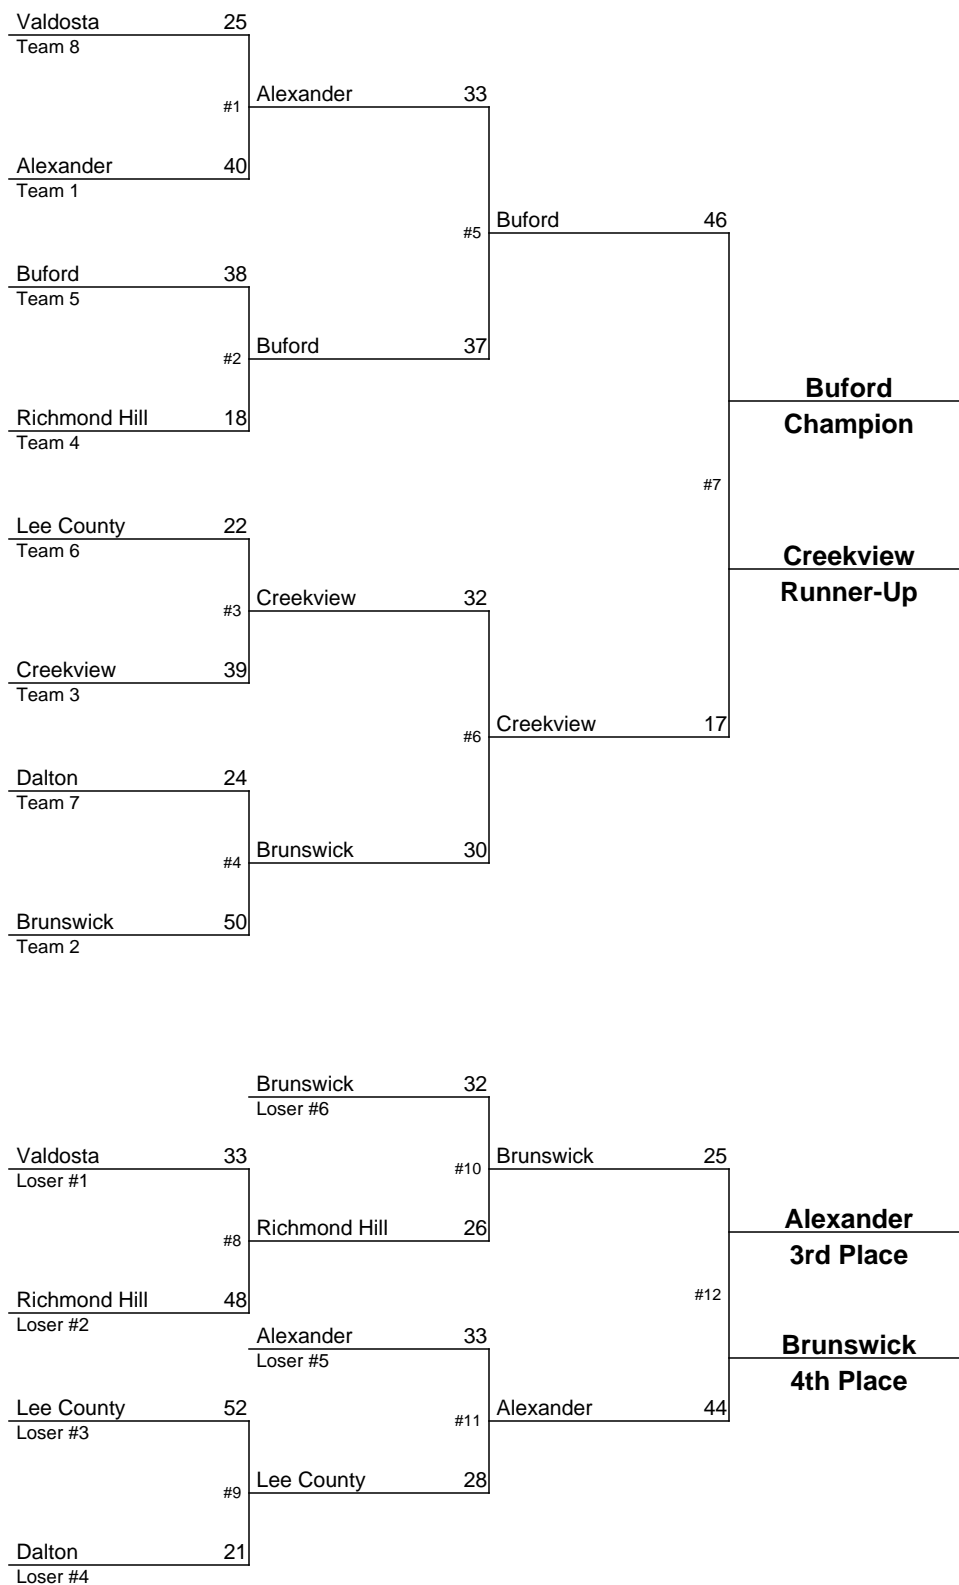 Valdosta 25
Team 8
#1 Alexander 33
Alexander 40
Team 1
#5 Buford 46
Buford 38
Team 5
#2 Buford 37
Richmond Hill 18
Team 4
Buford
Champion
#7
Lee County 22
Team 6
Creekview
Runner-Up
#3 Creekview 32
Creekview 39
Team 3
#6 Creekview 17
Dalton 24
Team 7
#4 Brunswick 30
Brunswick 50
Team 2
Brunswick 32
Loser #6
Valdosta 33
Loser #1
#10 Brunswick 25
#8 Richmond Hill 26
Alexander
3rd Place
Richmond Hill 48
Loser #2
#12
Alexander 33
Loser #5
Brunswick
4th Place
Lee County 52
Loser #3
#11 Alexander 44
#9 Lee County 28
Dalton 21
Loser #4